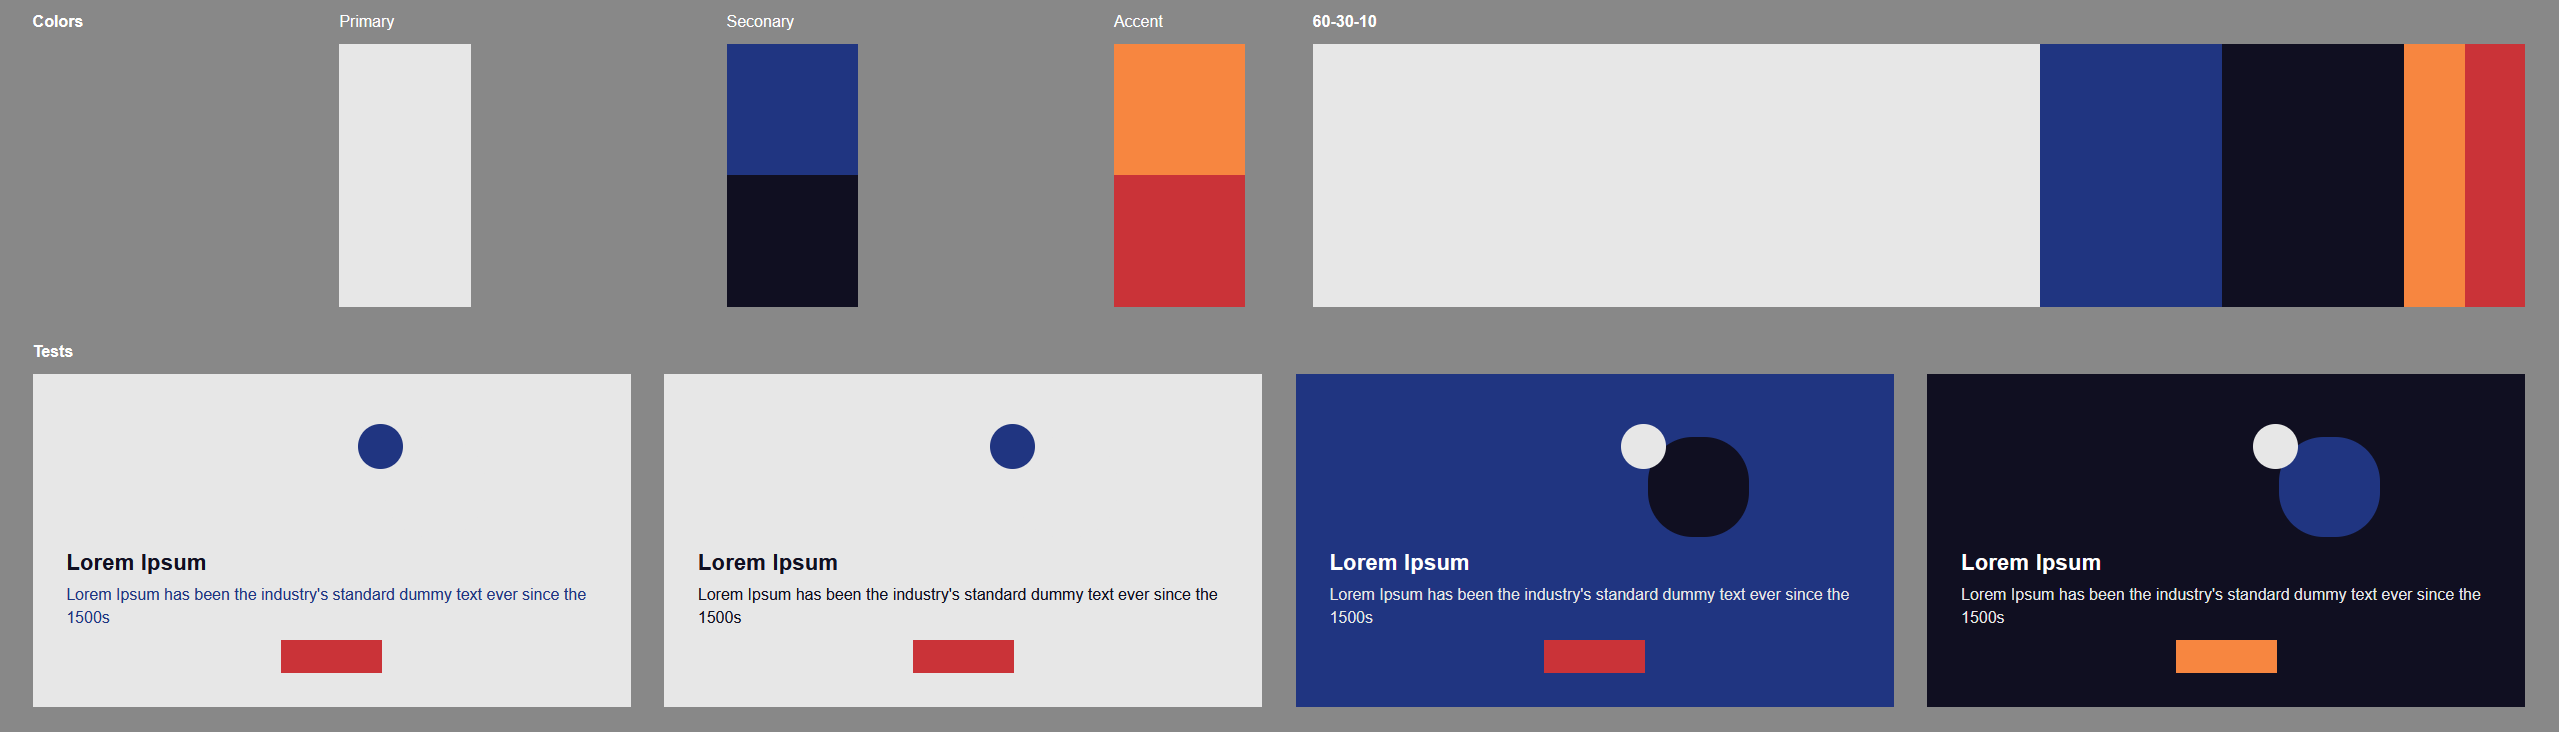 Colors
Primary
Seconary
Accent
60-30-10
Tests
Lorem Ipsum
Lorem Ipsum has been the industry's standard dummy text ever since the
1500s
Lorem Ipsum
Lorem Ipsum has been the industry's standard dummy text ever since the
1500s
Lorem Ipsum
Lorem Ipsum has been the industry's standard dummy text ever since the
1500s
Lorem Ipsum
Lorem Ipsum has been the industry's standard dummy text ever since the
1500s